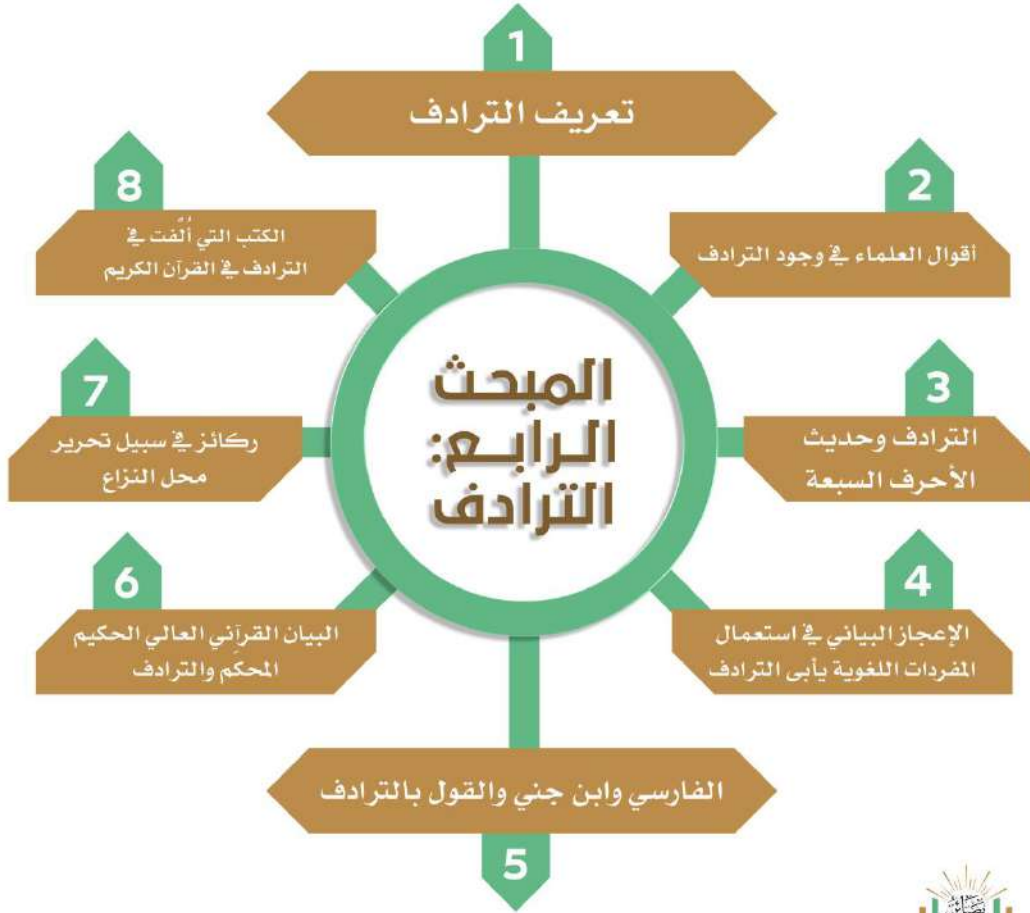 المبحث
الرابع:
الترادف
1
تعريف الترادف
2
أقوال العلماء في وجود الترادف
3
الترادف وحديث
الأحرف السبعة
4
الإعجاز البياني في استعمال
المفردات اللغوية يأبى الترادف
5
الفارسي وابن جني والقول بالترادف
6
البيان القرآني العالي الحكيم
المحكَم والترادف
7
ركائز في سبيل تحرير
محل النزاع
8
الكتب التي أُلّفت في
الترادف في القرآن الكريم